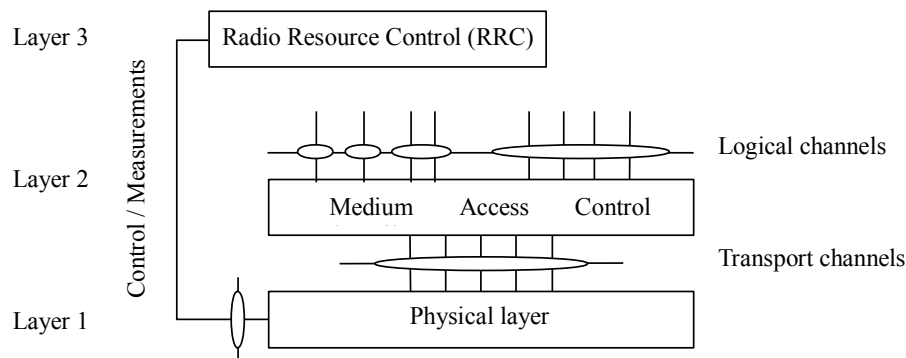 Layer 3
Radio Resource Control (RRC)
Control / Measurements
Logical channels
Layer 2
Medium Access Control
Transport channels
Layer 1
Physical layer